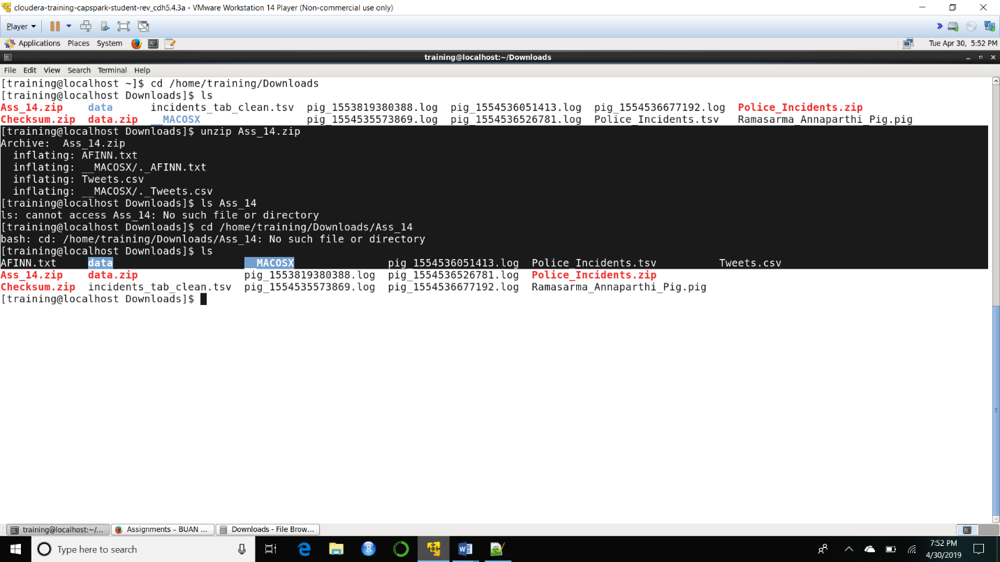 cloudera-training-capspark-student-rev_cdh5.4.3a - VMware Workstation 14 Player (Non-commercial use only)
Player
Applications Places System Tue Apr 30, 5:52 PM
training@localhost:~/Downloads
File Edit View Search Terminal Help
[training@localhost ~]$ cd /home/training/Downloads
[training@localhost Downloads]$ ls
Ass_14.zip data incidents_tab_clean.tsv pig_1553819380388.log pig_1554536051413.log pig_1554536677192.log Police_Incidents.zip
Checksum.zip data.zip __MACOSX pig_1554535573869.log pig_1554536526781.log Police_Incidents.tsv Ramasarma_Annaparthi_Pig.pig
[training@localhost Downloads]$ unzip Ass_14.zip
Archive:  Ass_14.zip
  inflating: AFINN.txt
  inflating: __MACOSX/._AFINN.txt
  inflating: Tweets.csv
  inflating: __MACOSX/._Tweets.csv
[training@localhost Downloads]$ ls Ass_14
ls: cannot access Ass_14: No such file or directory
[training@localhost Downloads]$ cd /home/training/Downloads/Ass_14
bash: cd: /home/training/Downloads/Ass_14: No such file or directory
[training@localhost Downloads]$ ls
AFINN.txt data __MACOSX pig_1554536051413.log Police_Incidents.tsv Tweets.csv
Ass_14.zip data.zip pig_1553819380388.log pig_1554536526781.log Police_Incidents.zip
Checksum.zip incidents_tab_clean.tsv pig_1554535573869.log pig_1554536677192.log Ramasarma_Annaparthi_Pig.pig
[training@localhost Downloads]$
training@localhost:~/... Assignments – BUAN ... Downloads - File Brow...
Type here to search
7:52 PM
4/30/2019